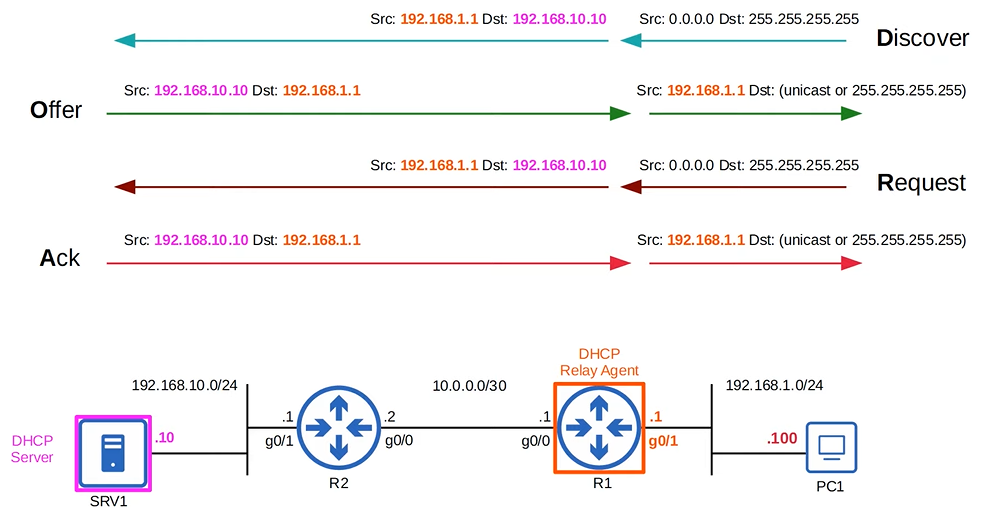 Src: 192.168.1.1 Dst: 192.168.10.10 Src: 0.0.0.0 Dst: 255.255.255.255
Discover
Src: 192.168.10.10 Dst: 192.168.1.1 Src: 192.168.1.1 Dst: (unicast or 255.255.255.255)
Offer
Src: 192.168.1.1 Dst: 192.168.10.10 Src: 0.0.0.0 Dst: 255.255.255.255
Request
Src: 192.168.10.10 Dst: 192.168.1.1 Src: 192.168.1.1 Dst: (unicast or 255.255.255.255)
Ack
DHCP
Relay Agent
192.168.10.0/24 10.0.0.0/30 192.168.1.0/24
.1 .2 .1 .1
DHCP
Server
.10 g0/1 g0/0 g0/0 g0/1 .100
SRV1 R2 R1 PC1